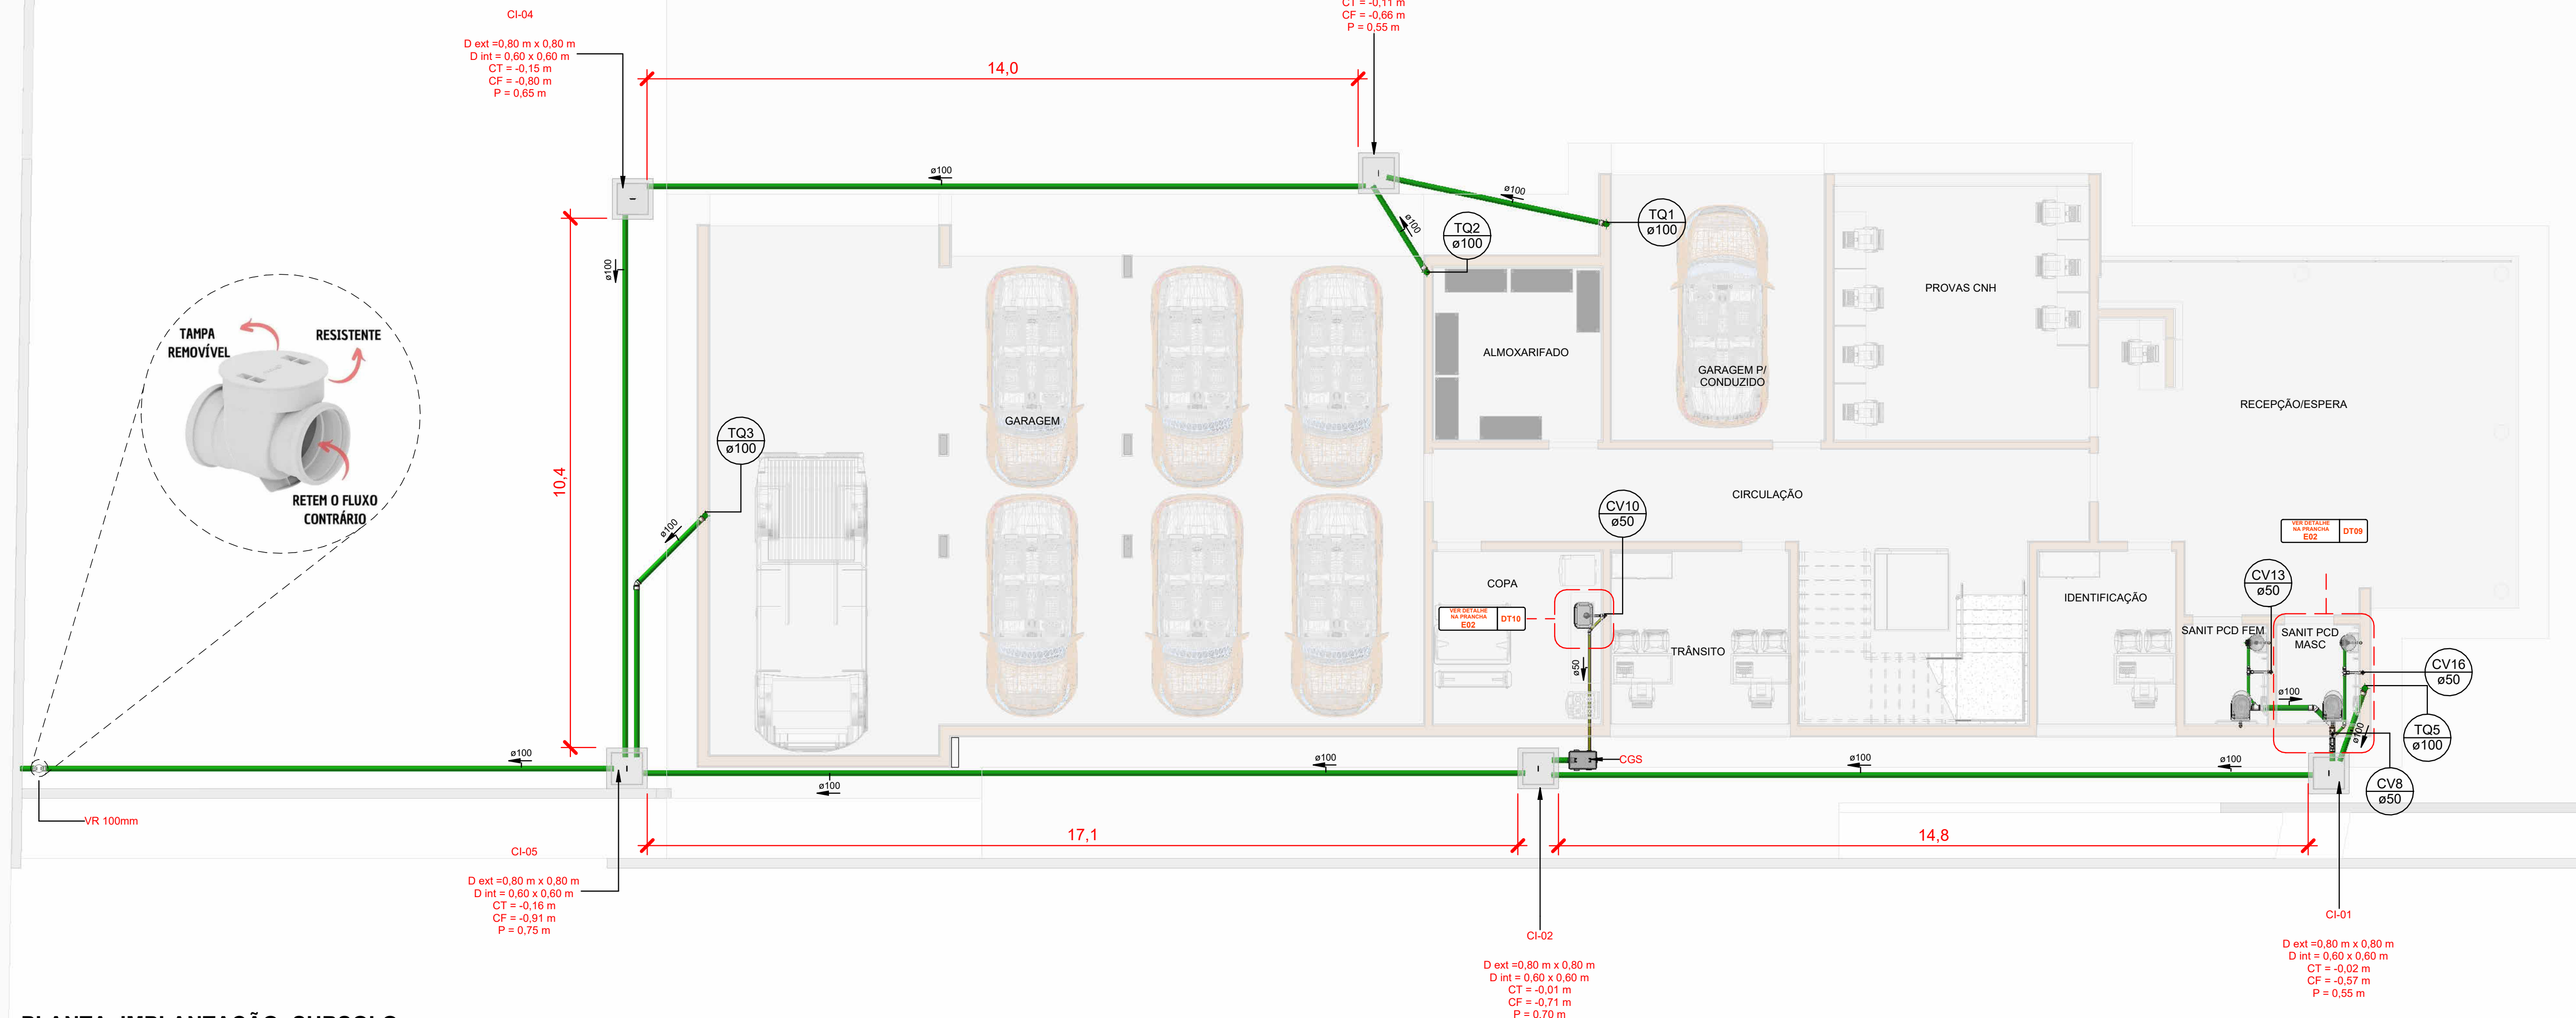 CI-04
D ext =0,80 m x 0,80 m
D int = 0,60 x 0,60 m
CT = -0,15 m
CF = -0,80 m
P = 0,65 m
CT = -0,11 m
CF = -0,66 m
P = 0,55 m
14,0
ø100
ø100
ø100
TQ1
ø100
TQ2
ø100
ø100
10,4
TAMPA
REMOVÍVEL
RESISTENTE
RETEM O FLUXO
CONTRÁRIO
PROVAS CNH
ALMOXARIFADO
GARAGEM P/
CONDUZIDO
RECEPÇÃO/ESPERA
GARAGEM
TQ3
ø100
ø100
CIRCULAÇÃO
CV10
ø50
VER DETALHE
NA PRANCHA
E02
DT09
COPA
CV13
ø50
IDENTIFICAÇÃO
VER DETALHE
NA PRANCHA
E02
DT10
SANIT PCD FEM
SANIT PCD
MASC
TRÂNSITO
ø50
CV16
ø50
ø100
ø100
TQ5
ø100
ø100
ø100
ø100
ø100
ø100
CGS
CV8
ø50
VR 100mm
17,1
14,8
CI-05
D ext =0,80 m x 0,80 m
D int = 0,60 x 0,60 m
CT = -0,16 m
CF = -0,91 m
P = 0,75 m
CI-02
D ext =0,80 m x 0,80 m
D int = 0,60 x 0,60 m
CT = -0,01 m
CF = -0,71 m
P = 0,70 m
CI-01
D ext =0,80 m x 0,80 m
D int = 0,60 x 0,60 m
CT = -0,02 m
CF = -0,57 m
P = 0,55 m
PLANTA IMPLANTAÇÃO SUBSOLO